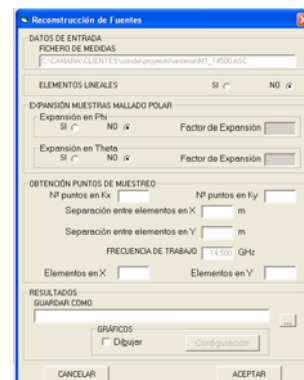 Reconstrucción de Fuentes
DATOS DE ENTRADA
FICHERO DE MEDIDAS
C:\CAMARA\CLIENTES\yonda\proyecto\antena\M1_14500.ASC
ELEMENTOS LINEALES SI NO
EXPANSIÓN MUESTRAS MALLADO POLAR
Expansión en Phi
SI NO Factor de Expansión
Expansión en Theta
SI NO Factor de Expansión
OBTENCIÓN PUNTOS DE MUESTREO
Nº puntos en Kx Nº puntos en Ky
Separación entre elementos en X m
Separación entre elementos en Y m
FRECUENCIA DE TRABAJO 14.500 GHz
Elementos en X Elementos en Y
RESULTADOS
GUARDAR COMO
...
GRÁFICOS
Dibujar Configuración
CANCELAR ACEPTAR